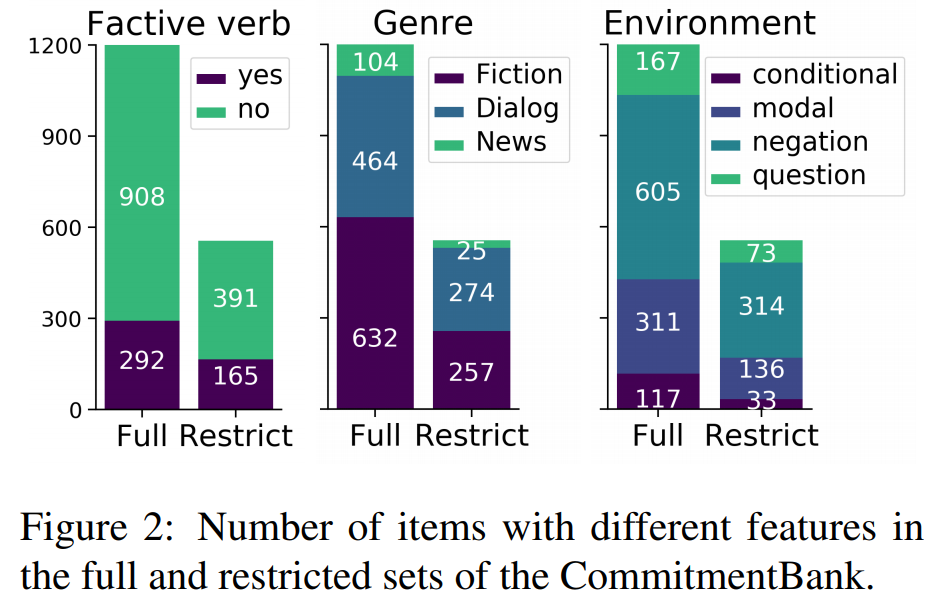 Factive verb
Genre
Environment
1200
900
600
300
0
yes
no
908
292
391
165
Full Restrict
Fiction
Dialog
News
104
464
632
25
274
257
Full Restrict
conditional
modal
negation
question
167
605
311
117
73
314
136
33
Full Restrict
Figure 2: Number of items with different features in
the full and restricted sets of the CommitmentBank.